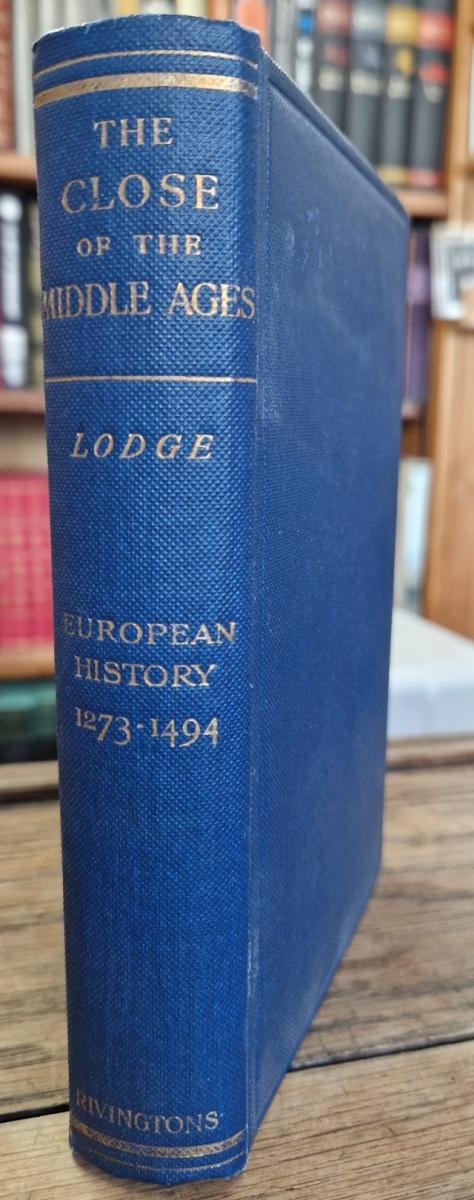 THE
CLOSE
OF THE
MIDDLE AGES
LODGE
EUROPEAN
HISTORY
1273-1494
RIVINGTONS